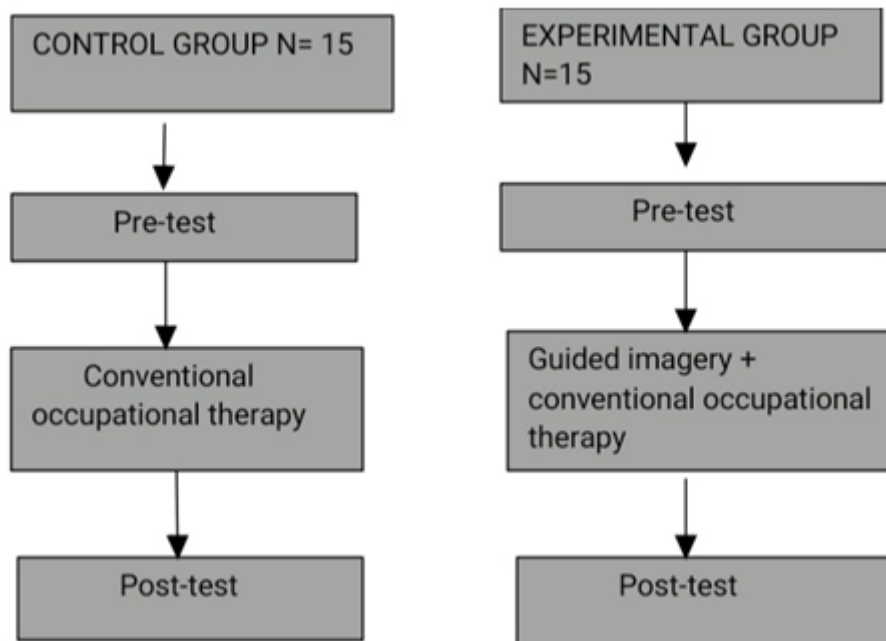 CONTROL GROUP N= 15
Pre-test
Conventional
occupational therapy
Post-test
EXPERIMENTAL GROUP
N=15
Pre-test
Guided imagery +
conventional occupational
therapy
Post-test